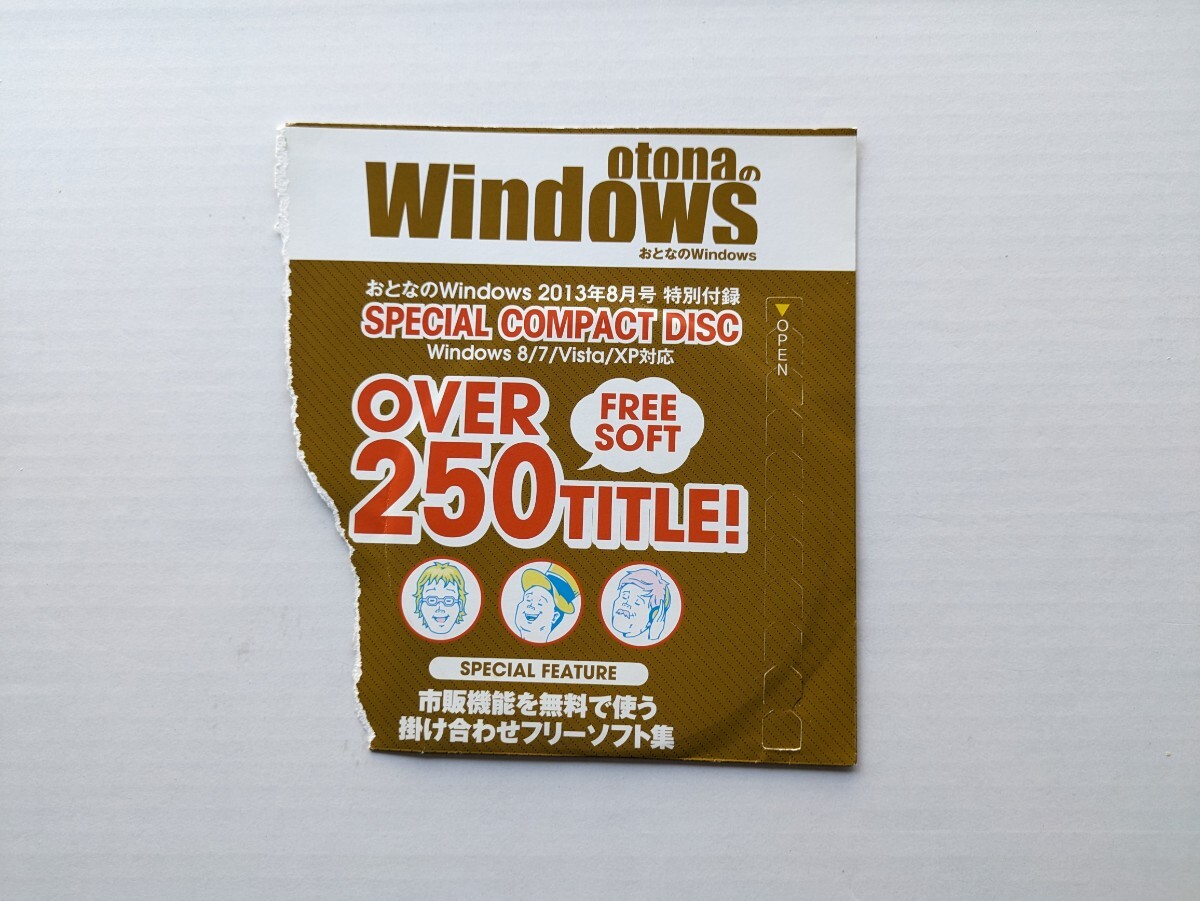 otonaの
Windows
おとなのWindows
おとなのWindows 2013年8月号 特別付録
SPECIAL COMPACT DISC
Windows 8/7/Vista/XP対応
OPEN
OVER
250 TITLE!
FREE
SOFT
SPECIAL FEATURE
市販機能を無料で使う
掛け合わせフリーソフト集